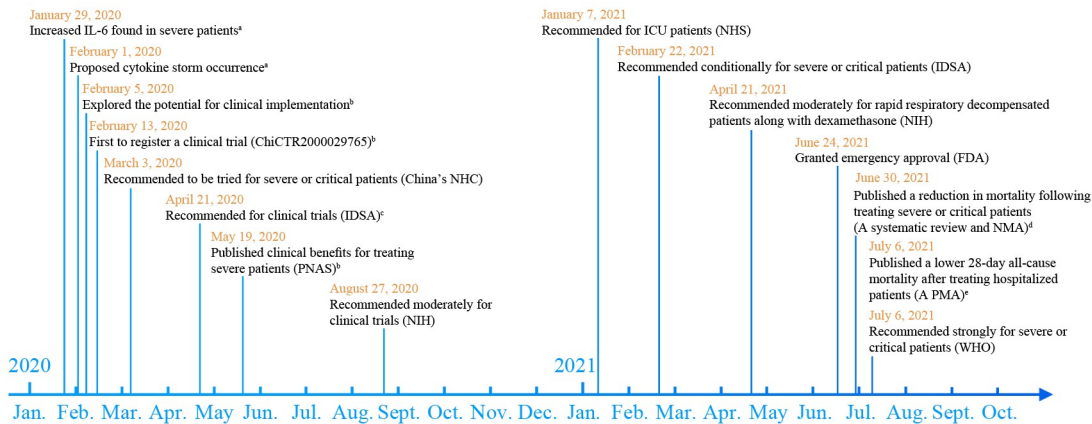 January 29, 2020
Increased IL-6 found in severe patientsᵃ
February 1, 2020
Proposed cytokine storm occurrenceᵃ
February 5, 2020
Explored the potential for clinical implementationᵇ
February 13, 2020
First to register a clinical trial (ChiCTR2000029765)ᵇ
March 3, 2020
Recommended to be tried for severe or critical patients (China's NHC)
April 21, 2020
Recommended for clinical trials (IDSA)ᶜ
May 19, 2020
Published clinical benefits for treating
severe patients (PNAS)ᵇ
August 27, 2020
Recommended moderately for
clinical trials (NIH)
January 7, 2021
Recommended for ICU patients (NHS)
February 22, 2021
Recommended conditionally for severe or critical patients (IDSA)
April 21, 2021
Recommended moderately for rapid respiratory decompensated
patients along with dexamethasone (NIH)
June 24, 2021
Granted emergency approval (FDA)
June 30, 2021
Published a reduction in mortality following
treating severe or critical patients
(A systematic review and NMA)ᵈ
July 6, 2021
Published a lower 28-day all-cause
mortality after treating hospitalized
patients (A PMA)ᵉ
July 6, 2021
Recommended strongly for severe or
critical patients (WHO)
2020 2021
Jan. Feb. Mar. Apr. May Jun. Jul. Aug. Sept. Oct. Nov. Dec. Jan. Feb. Mar. Apr. May Jun. Jul. Aug. Sept. Oct.